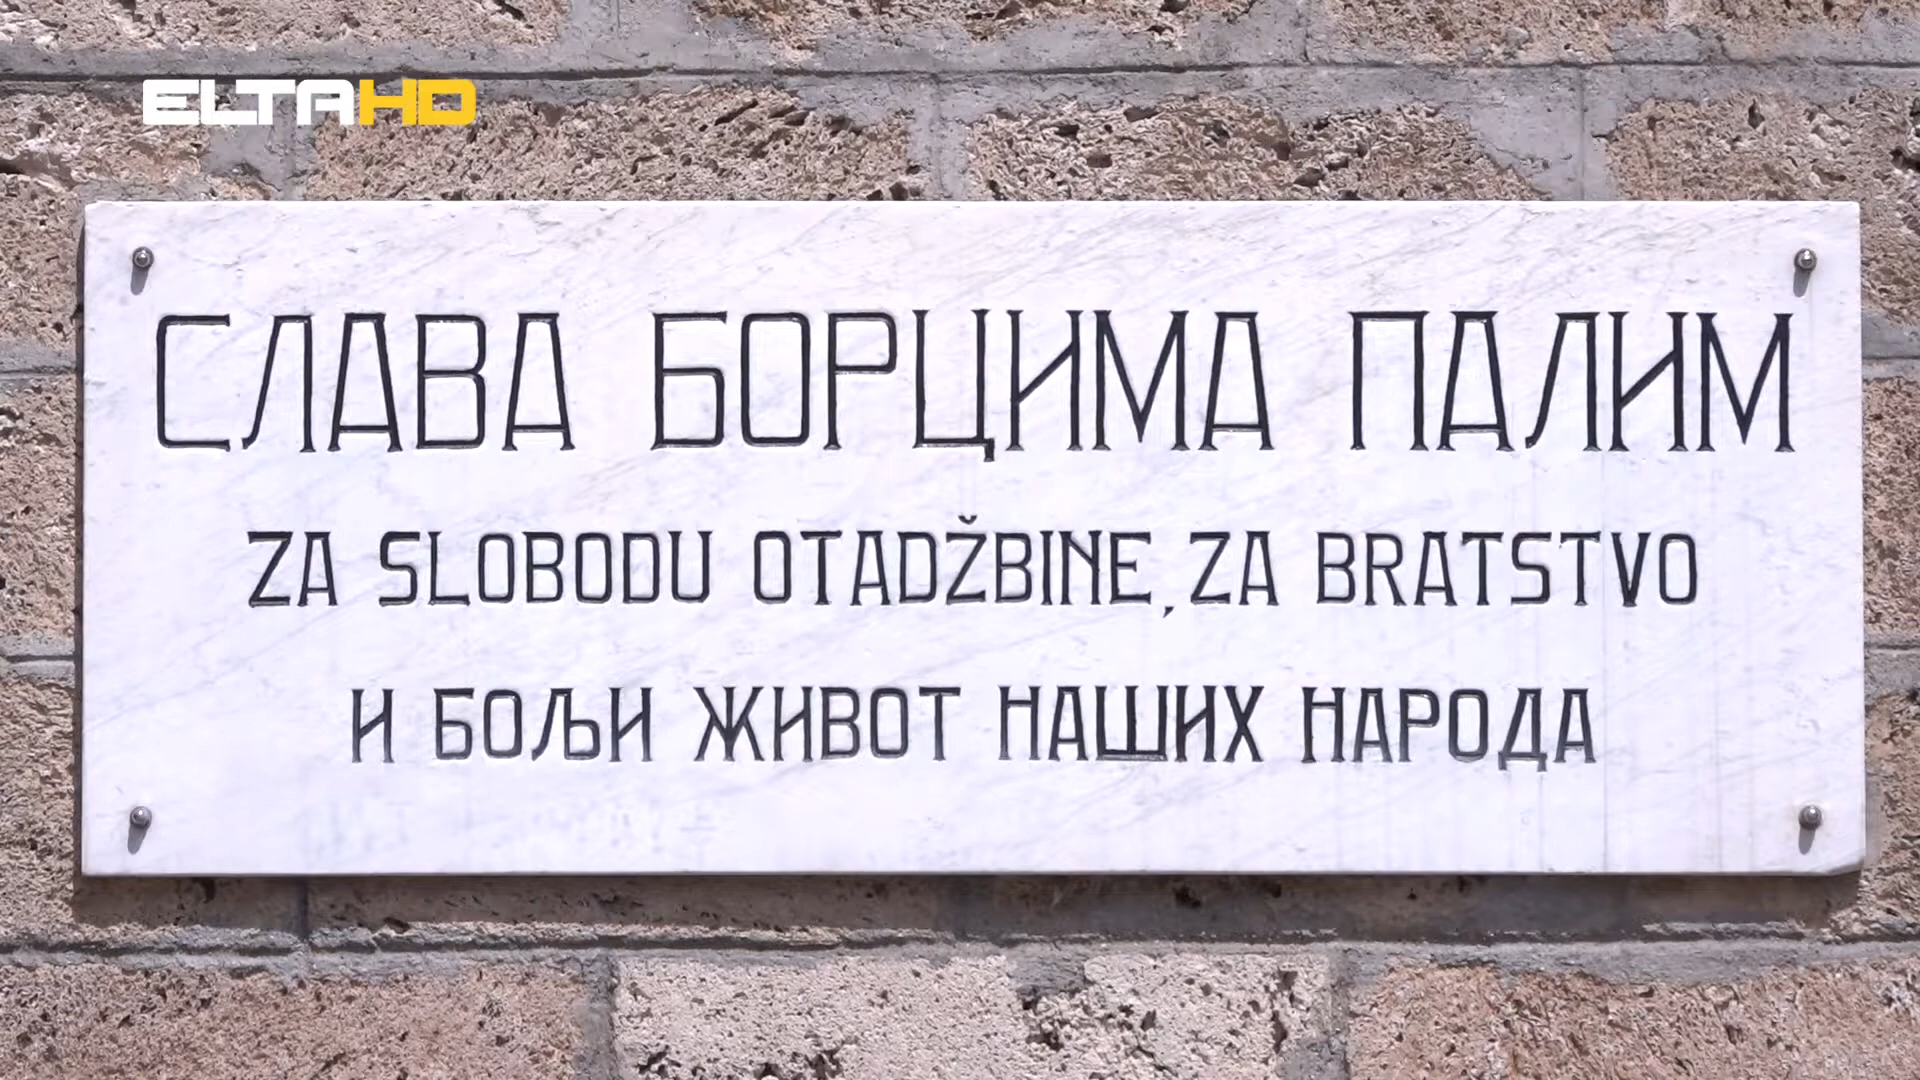 ELTAHD
СЛАВА БОРЦИМА ПАЛИМ
ZA SLOBODU OTADŽBINE, ZA BRATSTVO
И БОЉИ ЖИВОТ НАШИХ НАРОДА